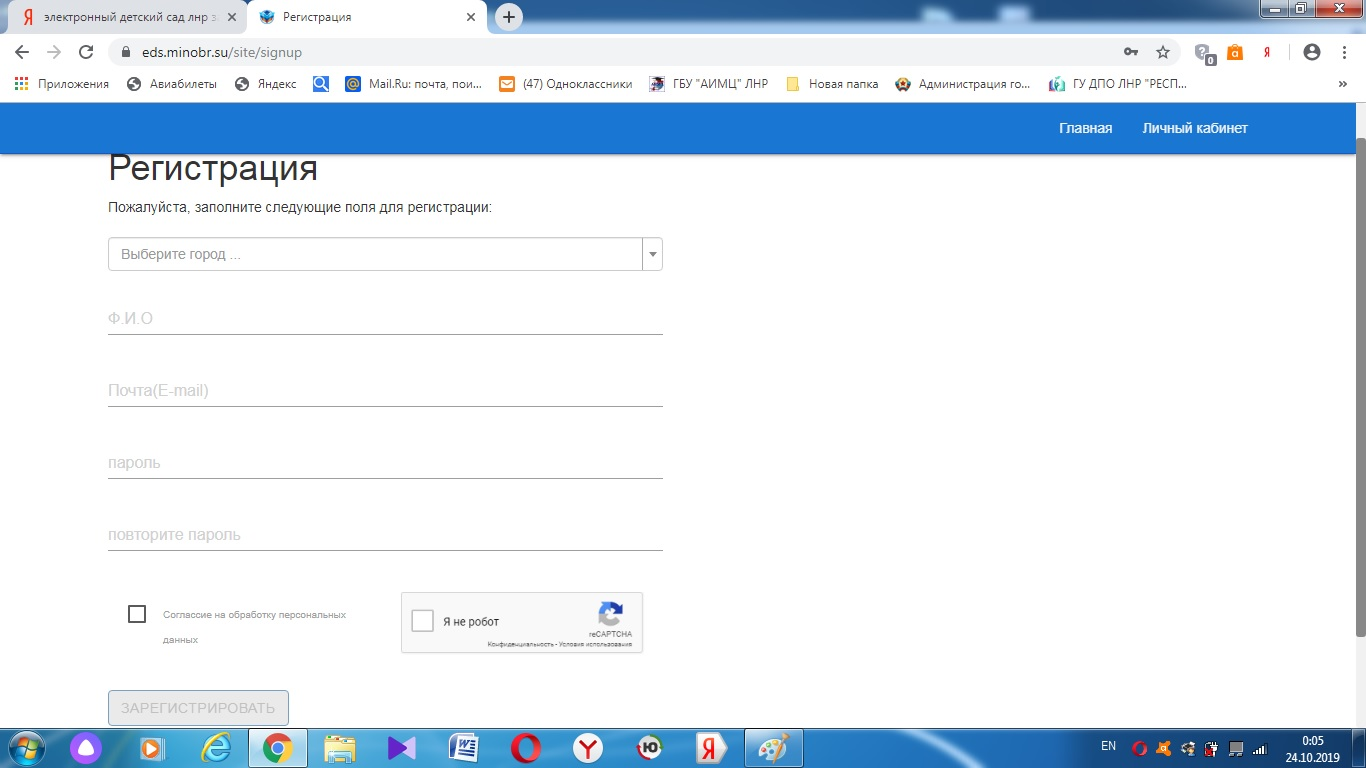 электронный детский сад лнр з
Регистрация
eds.minobr.su/site/signup
0
Приложения
Авиабилеты
Яндекс
Mail.Ru: почта, пои...
(47) Одноклассники
ГБУ "АИМЦ" ЛНР
Новая папка
Администрация го...
ГУ ДПО ЛНР "РЕСП...
»
Главная
Личный кабинет
Регистрация
Пожалуйста, заполните следующие поля для регистрации:
Выберите город ...
Ф.И.О
Почта(E-mail)
пароль
повторите пароль
Согласие на обработку персональных
данных
Я не робот
reCAPTCHA
Конфиденциальность - Условия использования
ЗАРЕГИСТРИРОВАТЬ
EN
0:05
24.10.2019